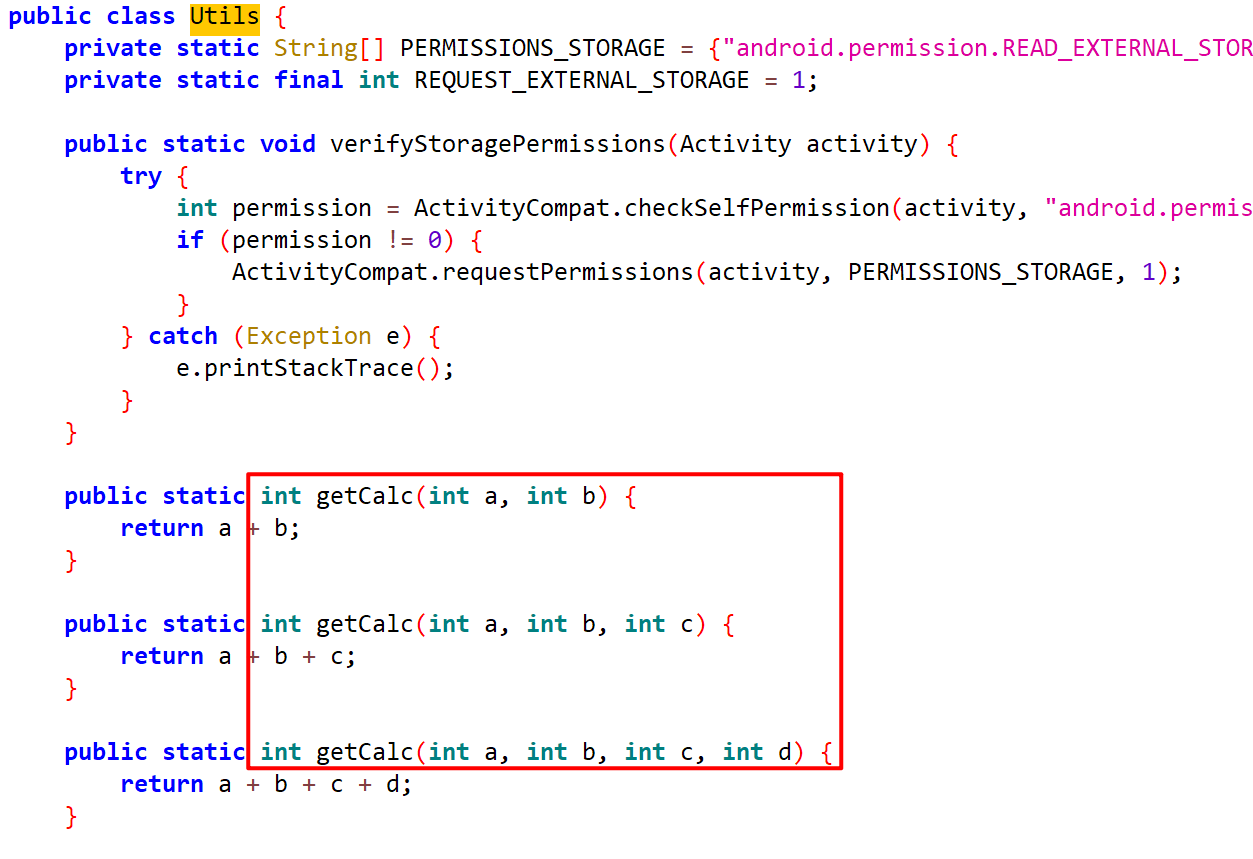 public class Utils {
    private static String[] PERMISSIONS_STORAGE = {"android.permission.READ_EXTERNAL_STOR
    private static final int REQUEST_EXTERNAL_STORAGE = 1;

    public static void verifyStoragePermissions(Activity activity) {
        try {
            int permission = ActivityCompat.checkSelfPermission(activity, "android.permis
            if (permission != 0) {
                ActivityCompat.requestPermissions(activity, PERMISSIONS_STORAGE, 1);
            }
        } catch (Exception e) {
            e.printStackTrace();
        }
    }

    public static int getCalc(int a, int b) {
        return a + b;
    }

    public static int getCalc(int a, int b, int c) {
        return a + b + c;
    }

    public static int getCalc(int a, int b, int c, int d) {
        return a + b + c + d;
    }